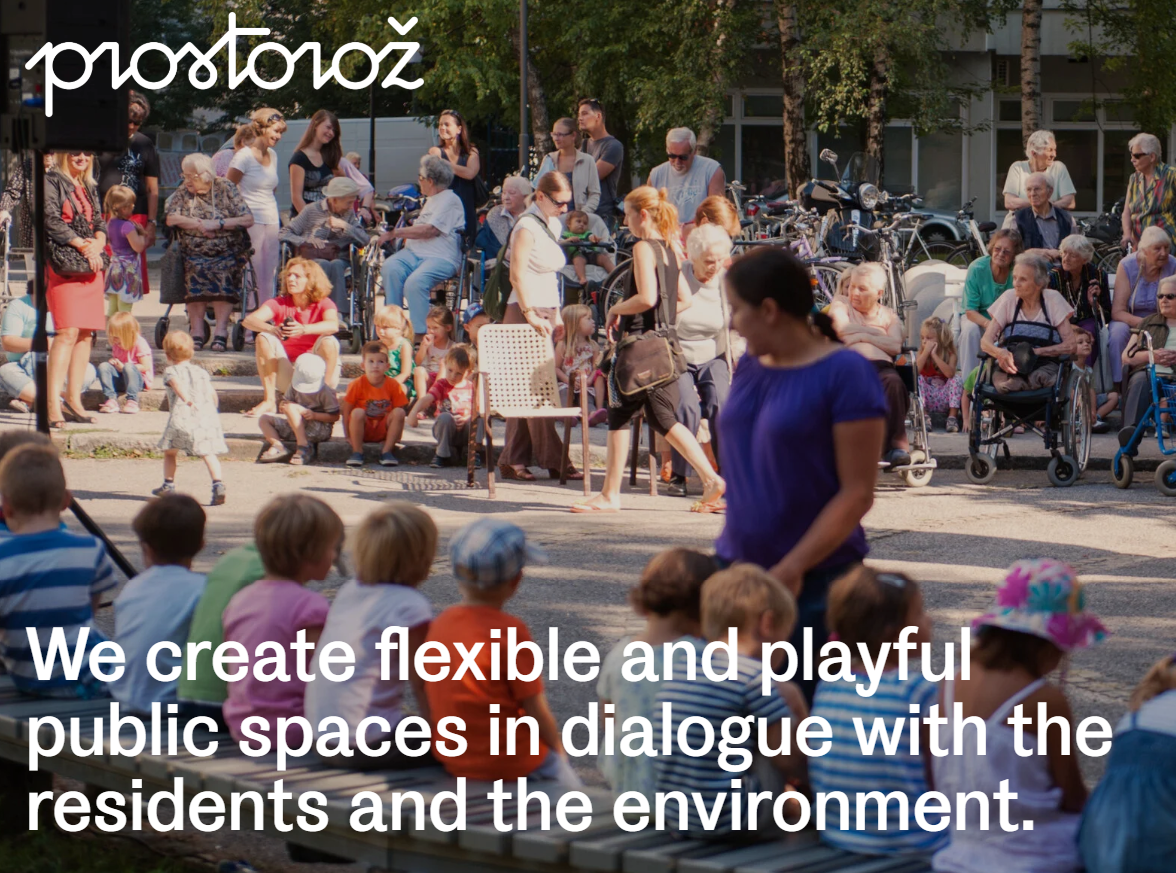 prostorož
We create flexible and playful
public spaces in dialogue with the
residents and the environment.